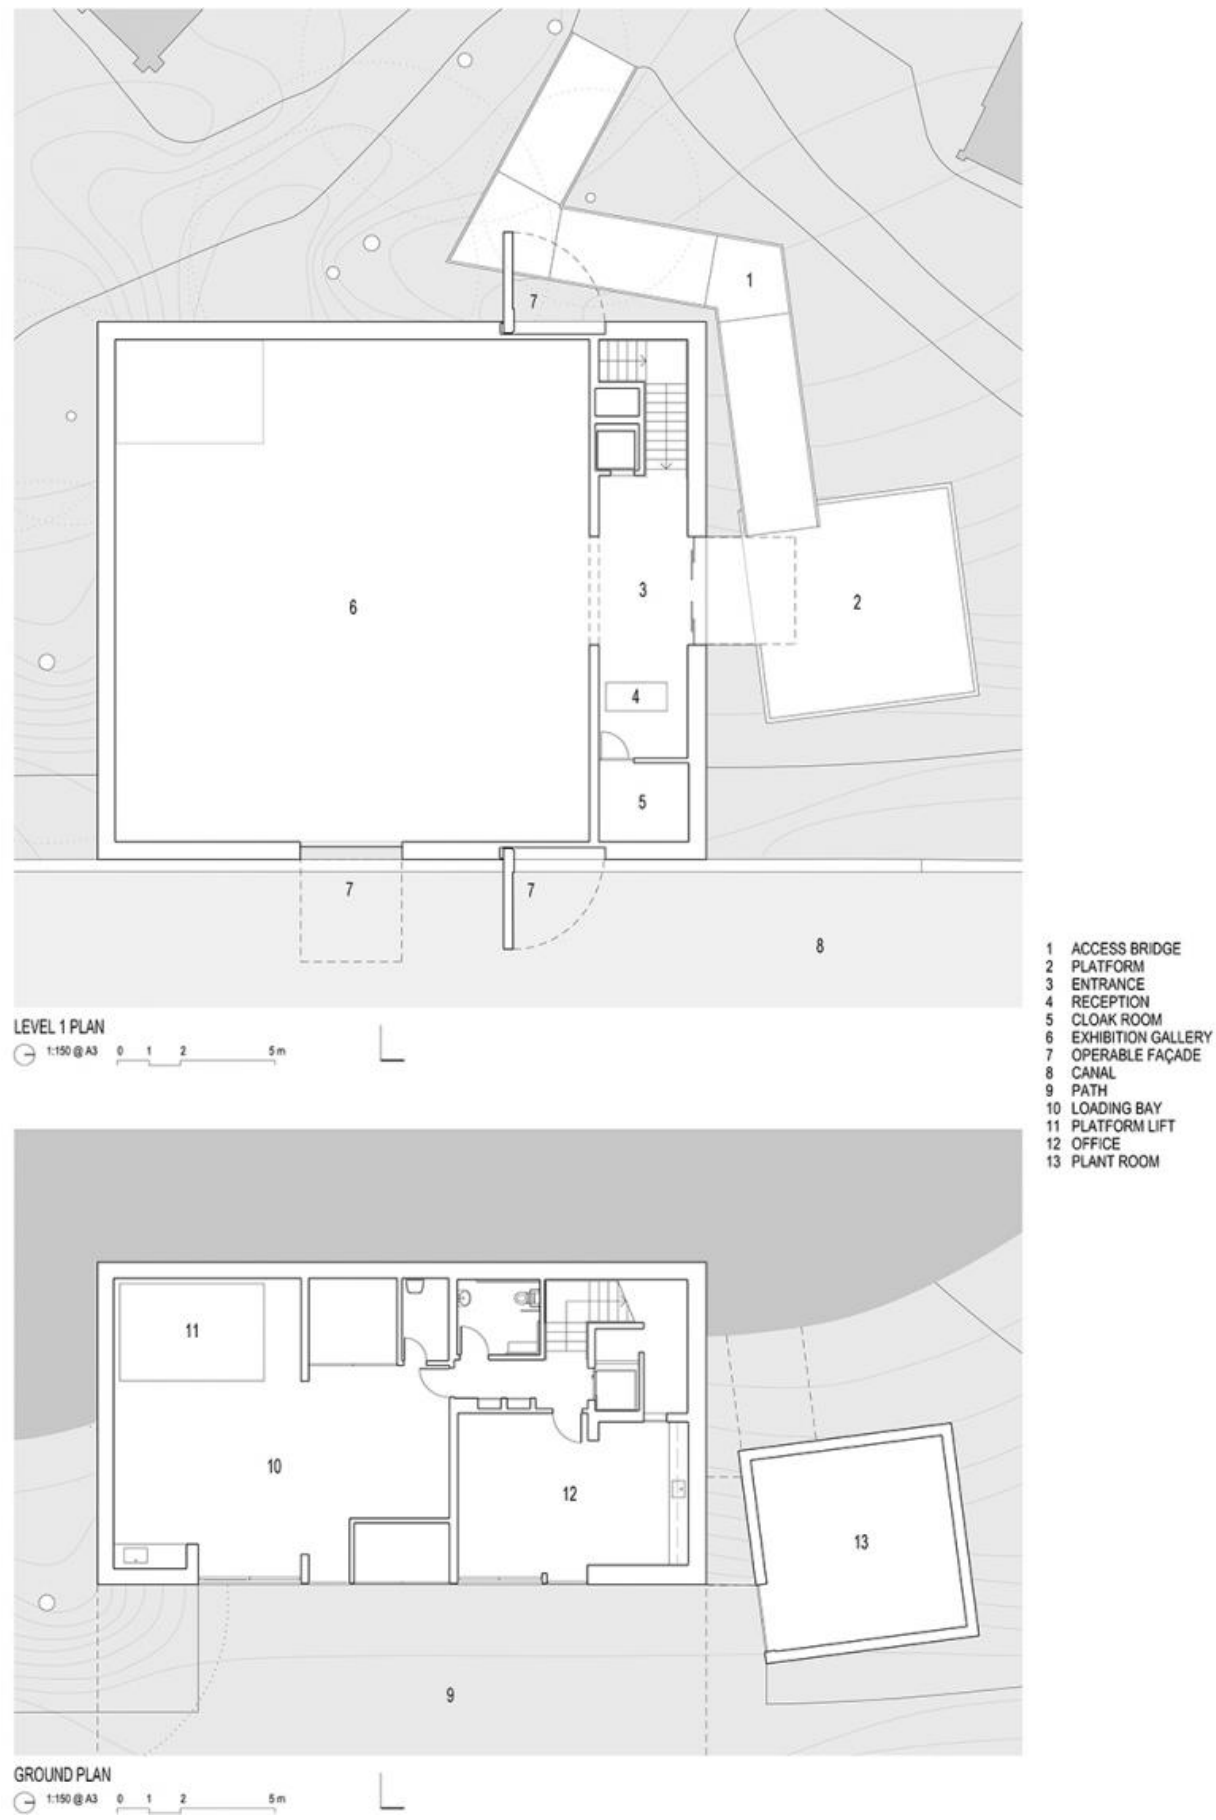 7
1
6
3
2
4
5
7
7
8
LEVEL 1 PLAN
1:150 @ A3 0 1 2 5 m
1 ACCESS BRIDGE
2 PLATFORM
3 ENTRANCE
4 RECEPTION
5 CLOAK ROOM
6 EXHIBITION GALLERY
7 OPERABLE FAÇADE
8 CANAL
9 PATH
10 LOADING BAY
11 PLATFORM LIFT
12 OFFICE
13 PLANT ROOM
11
10
12
13
9
GROUND PLAN
1:150 @ A3 0 1 2 5 m